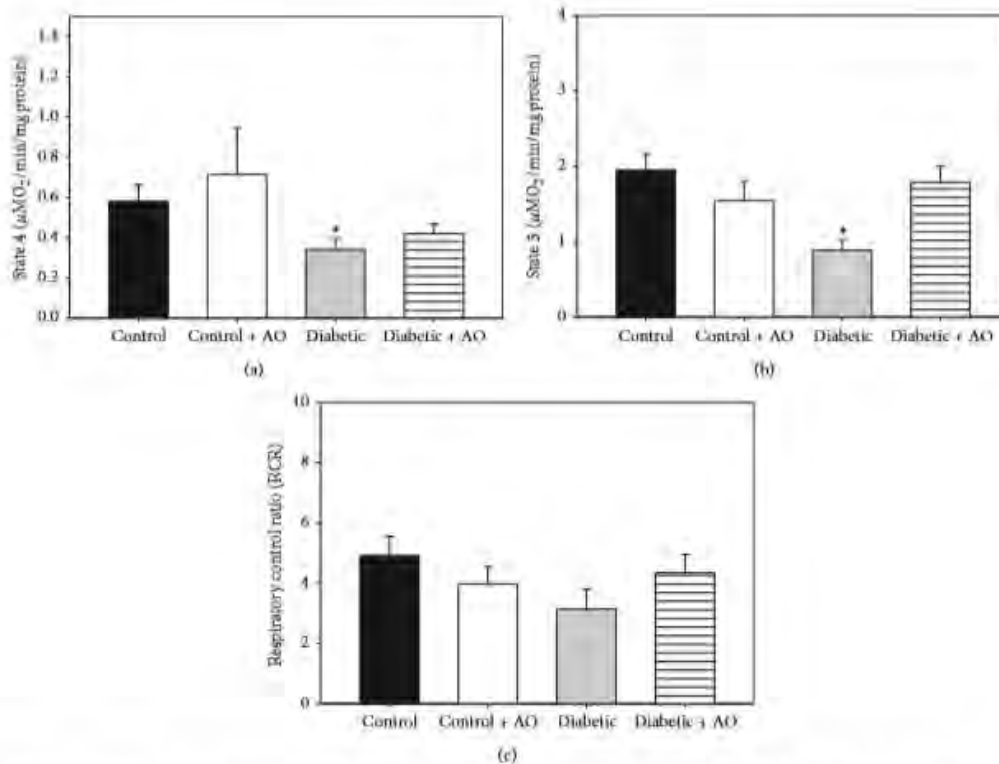 State 4 (μMO₂/min/mg protein)
1.4
1.2
1.0
0.8
0.6
0.4
0.2
0.0
*
Control Control + AO Diabetic Diabetic + AO
(a)
State 3 (μMO₂/min/mg protein)
4
3
2
1
0
*
Control Control + AO Diabetic Diabetic + AO
(b)
Respiratory control ratio (RCR)
10
8
6
4
2
0
Control Control + AO Diabetic Diabetic + AO
(c)